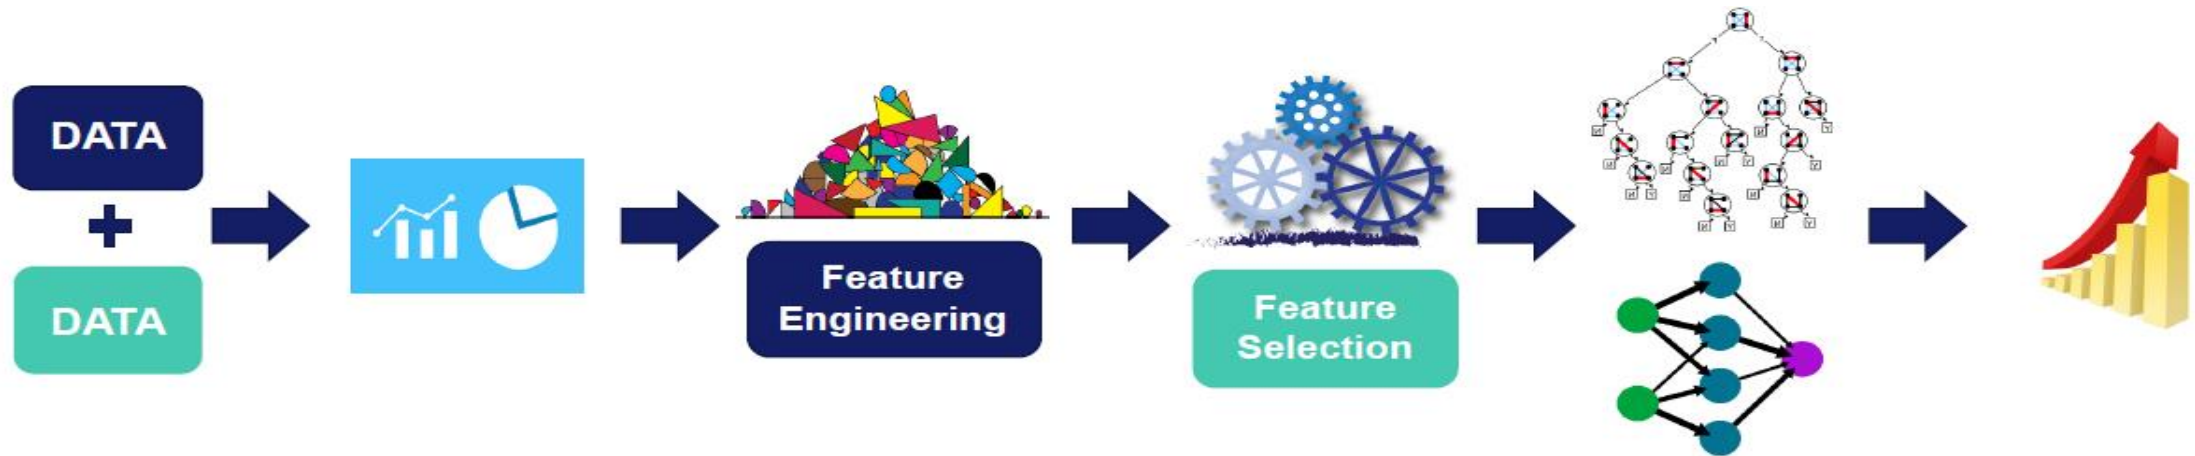 DATA
+
DATA
Feature
Engineering
Feature
Selection